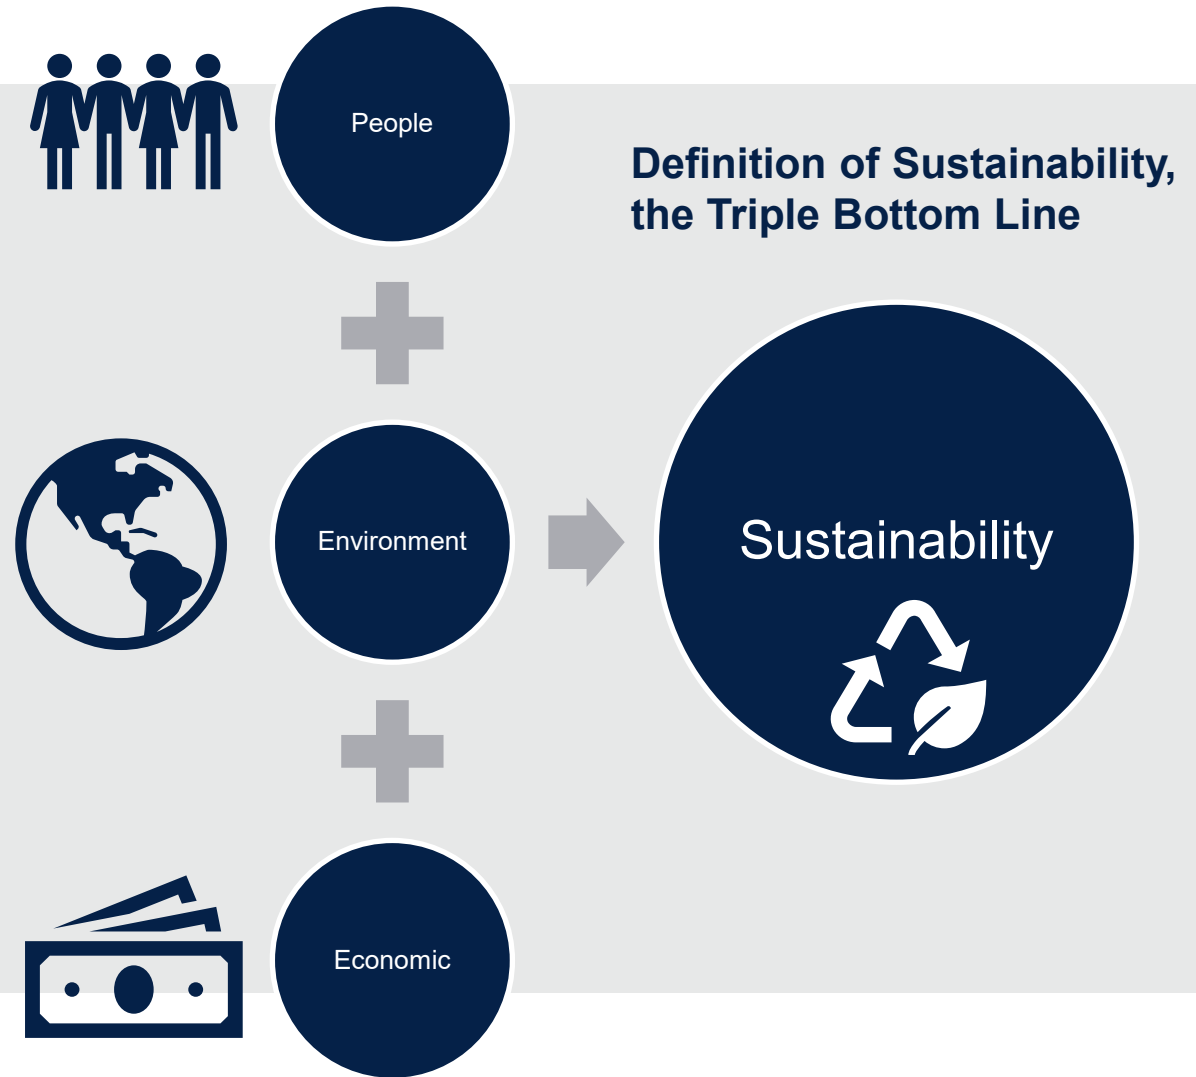 People
Definition of Sustainability,
the Triple Bottom Line
Environment
Sustainability
Economic